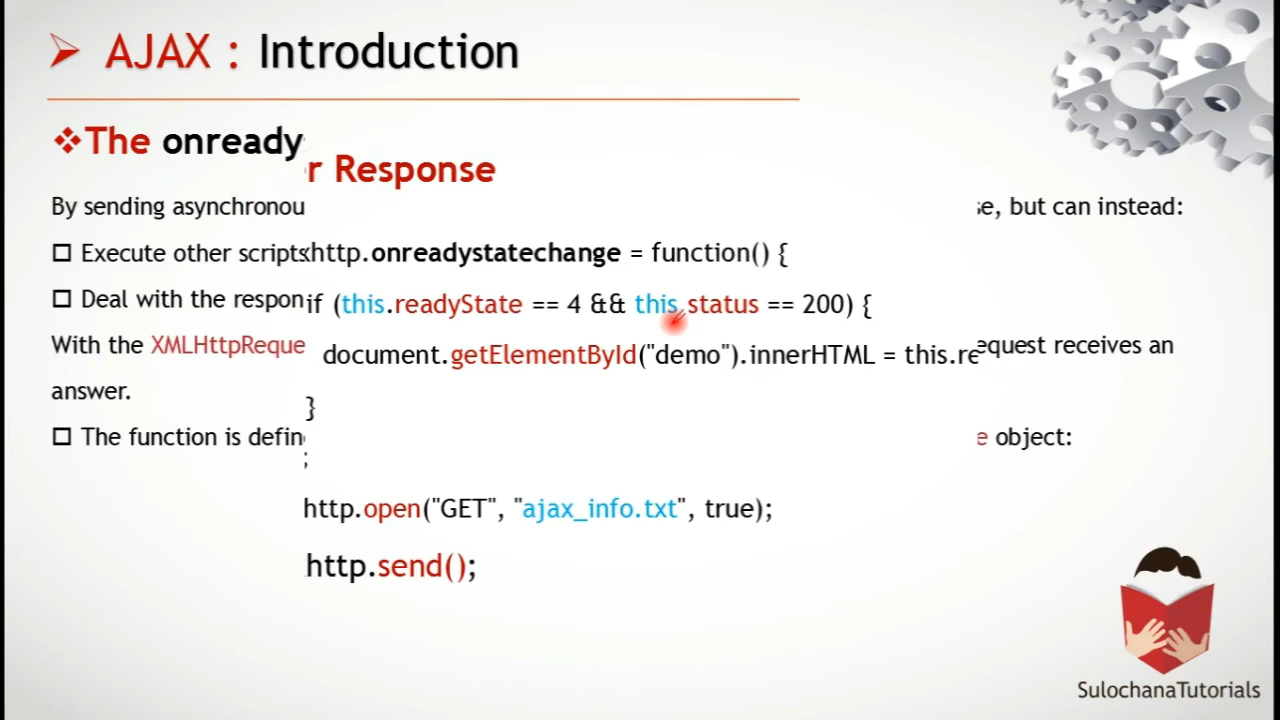 AJAX : Introduction
The onready
r Response
By sending asynchronou
, but can instead:
Execute other scripts
http.onreadystatechange = function() {
Deal with the respon
if (this.readyState == 4 && this.status == 200) {
With the XMLHttpReque
document.getElementById("demo").innerHTML = this.re
equest receives an
answer.
}
The function is defin
e object:
;
http.open("GET", "ajax_info.txt", true);
http.send();
SulochanaTutorials